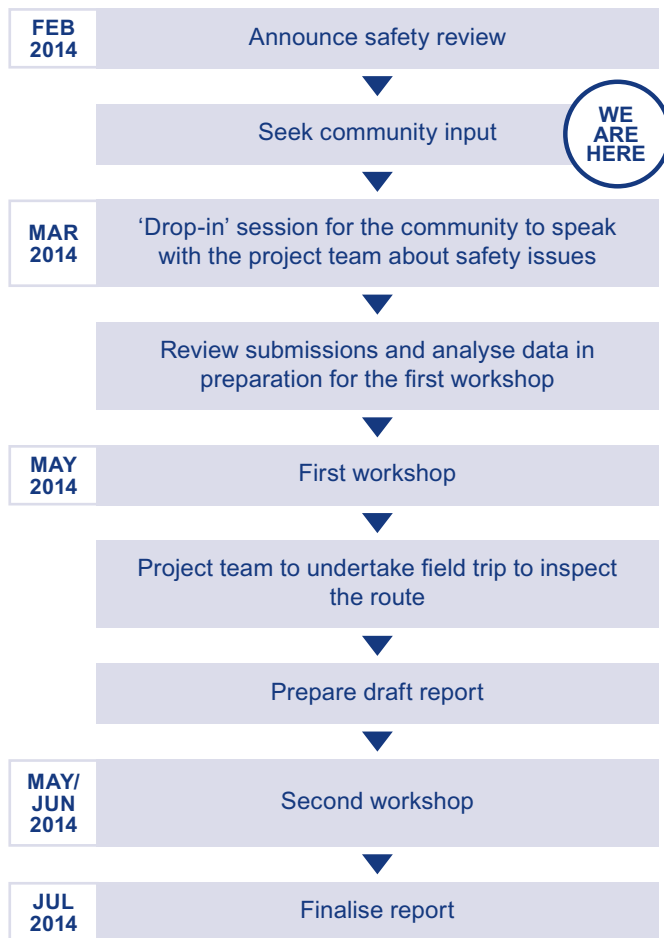 FEB
2014
Announce safety review
Seek community input
WE
ARE
HERE
MAR
2014
‘Drop-in’ session for the community to speak
with the project team about safety issues
Review submissions and analyse data in
preparation for the first workshop
MAY
2014
First workshop
Project team to undertake field trip to inspect
the route
Prepare draft report
MAY/
JUN
2014
Second workshop
JUL
2014
Finalise report